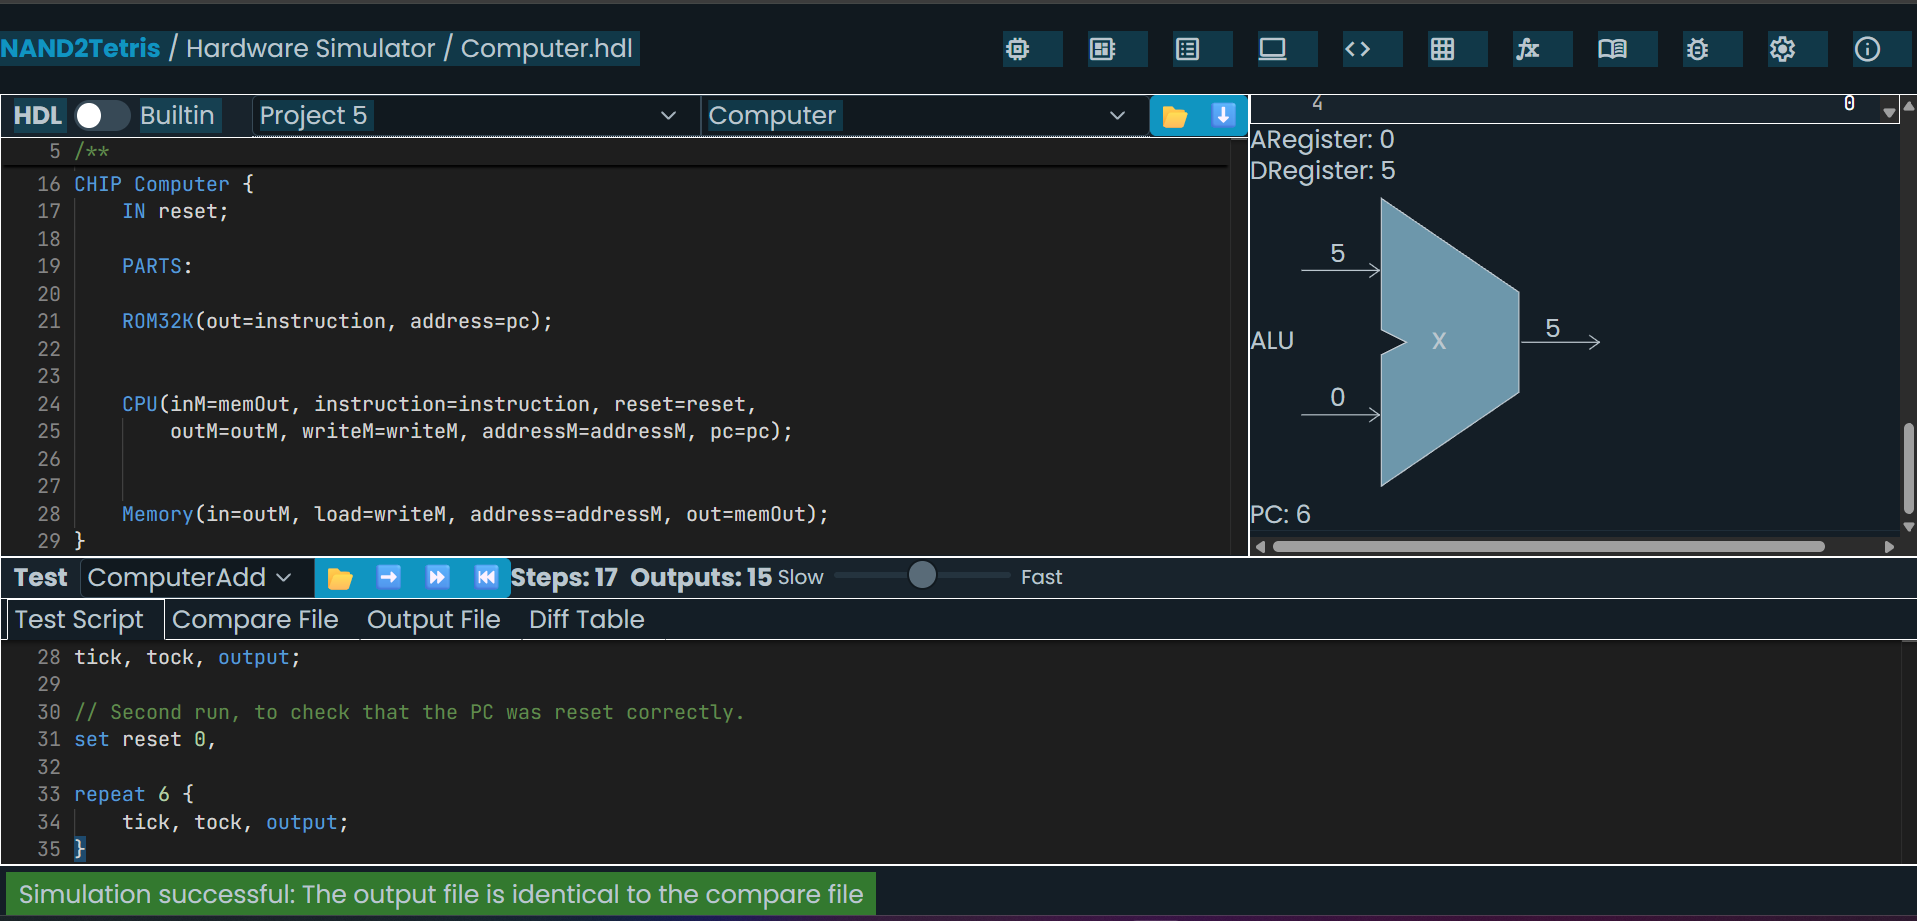 NAND2Tetris / Hardware Simulator / Computer.hdl
HDL Builtin Project 5 Computer
5 /**
16 CHIP Computer {
17 IN reset;
18
19 PARTS:
20
21 ROM32K(out=instruction, address=pc);
22
23
24 CPU(inM=memOut, instruction=instruction, reset=reset,
25 outM=outM, writeM=writeM, addressM=addressM, pc=pc);
26
27
28 Memory(in=outM, load=writeM, address=addressM, out=memOut);
29 }
4 0
ARegister: 0
DRegister: 5
5
ALU X 5
0
PC: 6
Test ComputerAdd Steps: 17 Outputs: 15 Slow Fast
Test Script Compare File Output File Diff Table
28 tick, tock, output;
29
30 // Second run, to check that the PC was reset correctly.
31 set reset 0,
32
33 repeat 6 {
34 tick, tock, output;
35 }
Simulation successful: The output file is identical to the compare file